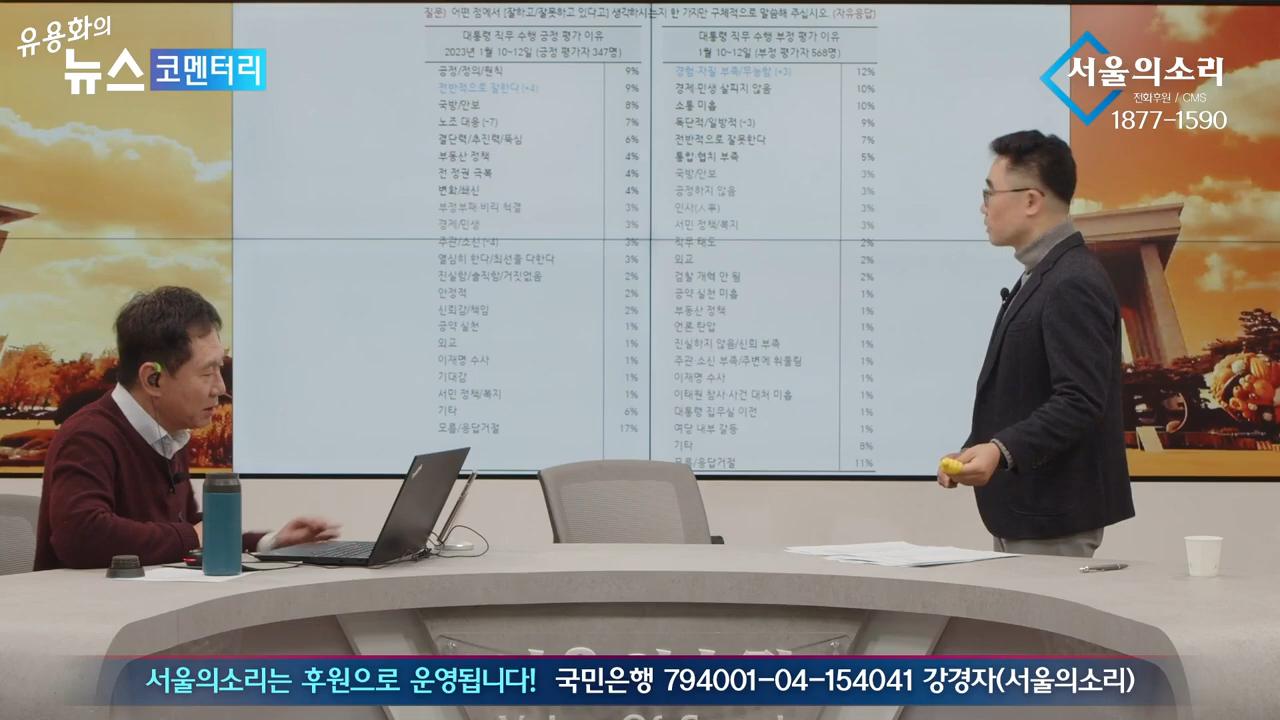 유용화의
뉴스 코멘터리
서울의소리
전화후원 / CMS
1877-1590
질문) 어떤 점에서 [잘하고/잘못하고 있다고] 생각하시는지 한 가지만 구체적으로 말씀해 주십시오. (자유응답)
대통령 직무 수행 긍정 평가 이유
2023년 1월 10~12일 (긍정 평가자 347명)
공정/정의/원칙 9%
전반적으로 잘한다 (+4) 9%
국방/안보 8%
노조 대응 (-7) 7%
결단력/추진력/뚝심 6%
부동산 정책 4%
전 정권 극복 4%
변화/쇄신 4%
부정부패·비리 척결 3%
경제/민생 3%
주관/소신 (-4) 3%
열심히 한다/최선을 다한다 3%
진실함/솔직함/거짓없음 2%
안정적 2%
신뢰감/책임 2%
공약 실천 1%
외교 1%
이재명 수사 1%
기대감 1%
서민 정책/복지 1%
기타 6%
모름/응답거절 17%
대통령 직무 수행 부정 평가 이유
1월 10~12일 (부정 평가자 568명)
경험·자질 부족/무능함 (+3) 12%
경제·민생 살피지 않음 10%
소통 미흡 10%
독단적/일방적 (-3) 9%
전반적으로 잘못한다 7%
통합·협치 부족 5%
국방/안보 3%
공정하지 않음 3%
인사(人事) 3%
서민 정책/복지 3%
직무 태도 2%
외교 2%
검찰 개혁 안 됨 2%
공약 실천 미흡 1%
부동산 정책 1%
언론 탄압 1%
진실하지 않음/신뢰 부족 1%
주관·소신 부족/주변에 휘둘림 1%
이재명 수사 1%
이태원 참사·사건 대처 미흡 1%
대통령 집무실 이전 1%
여당 내부 갈등 1%
기타 8%
모름/응답거절 11%
서울의소리는 후원으로 운영됩니다! 국민은행 794001-04-154041 강경자(서울의소리)